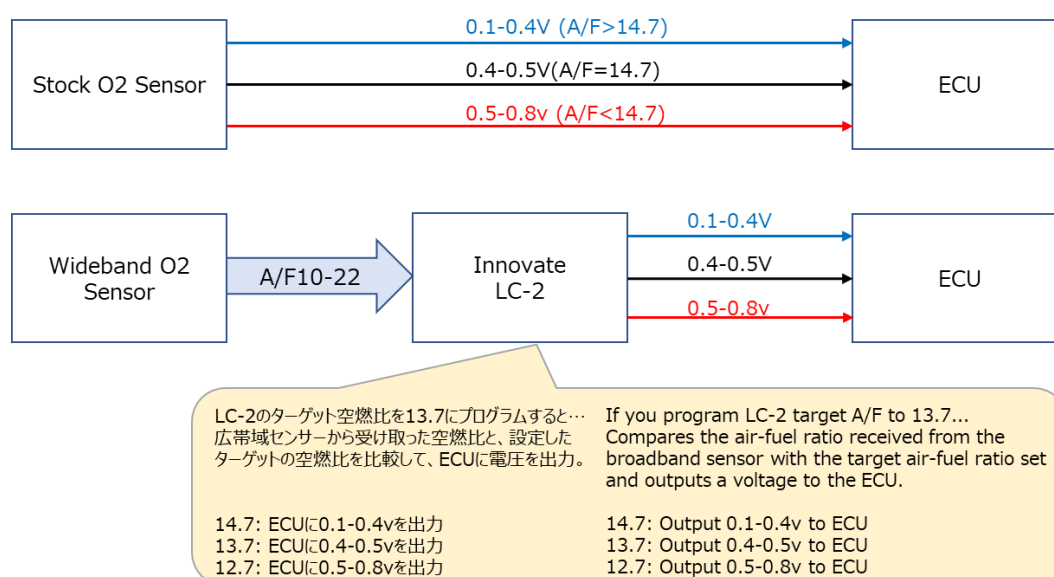 0.1-0.4V (A/F>14.7)
Stock O2 Sensor
0.4-0.5V(A/F=14.7)
ECU
0.5-0.8v (A/F<14.7)
Wideband O2
Sensor
A/F10-22
Innovate
LC-2
0.1-0.4V
0.4-0.5V
0.5-0.8v
ECU
LC-2のターゲット空燃比を13.7にプログラムすると…
広帯域センサーから受け取った空燃比と、設定した
ターゲットの空燃比を比較して、ECUに電圧を出力。
14.7: ECUに0.1-0.4vを出力
13.7: ECUに0.4-0.5vを出力
12.7: ECUに0.5-0.8vを出力
If you program LC-2 target A/F to 13.7...
Compares the air-fuel ratio received from the
broadband sensor with the target air-fuel ratio set
and outputs a voltage to the ECU.
14.7: Output 0.1-0.4v to ECU
13.7: Output 0.4-0.5v to ECU
12.7: Output 0.5-0.8v to ECU